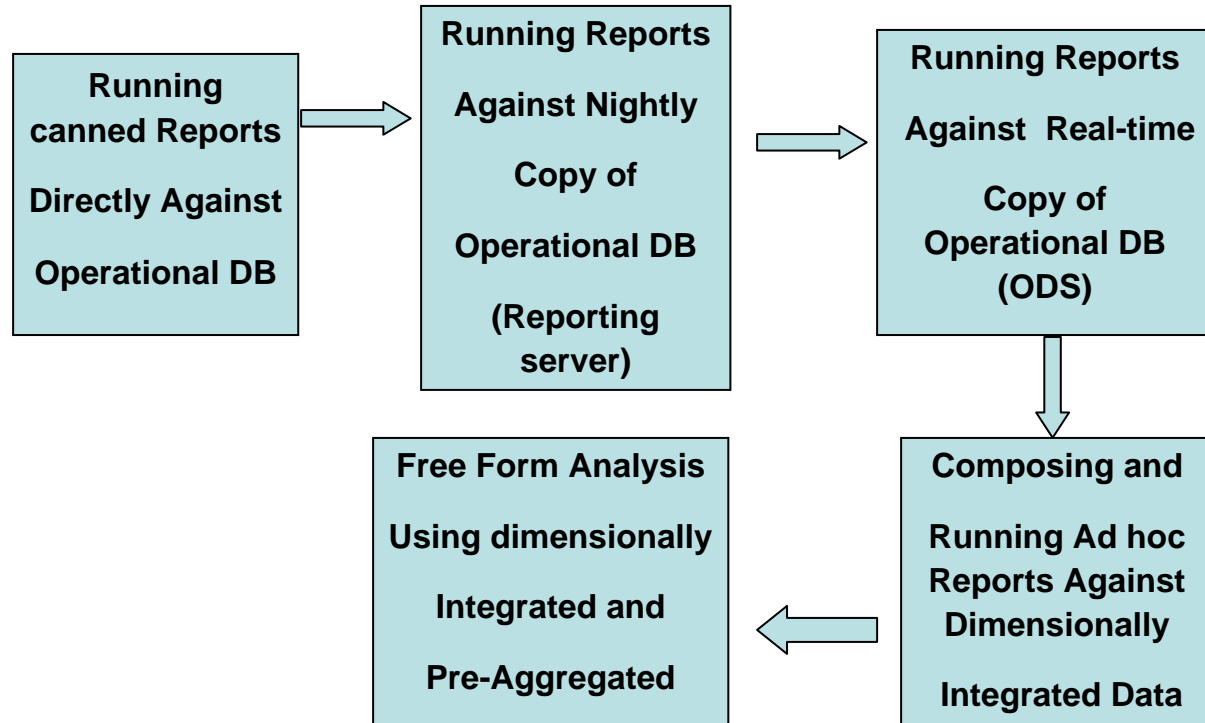 Running
canned Reports
Directly Against
Operational DB
Running Reports
Against Nightly
Copy of
Operational DB
(Reporting
server)
Running Reports
Against Real-time
Copy of
Operational DB
(ODS)
Composing and
Running Ad hoc
Reports Against
Dimensionally
Integrated Data
Free Form Analysis
Using dimensionally
Integrated and
Pre-Aggregated